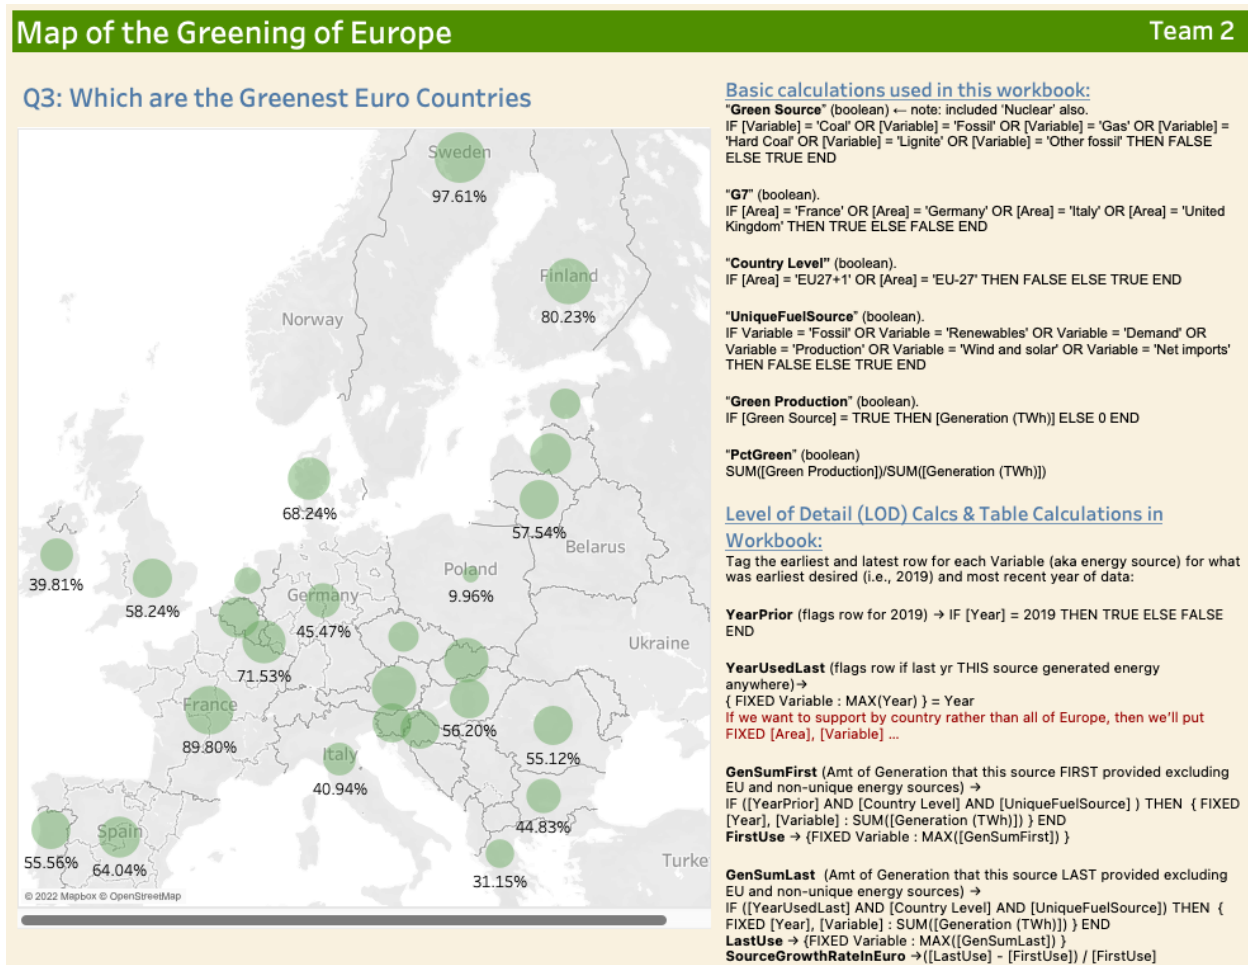 Map of the Greening of Europe
Team 2
Q3: Which are the Greenest Euro Countries
Sweden
97.61%
Finland
80.23%
Norway
68.24%
57.54%
Belarus
39.81%
58.24%
Poland
9.96%
Germany
45.47%
Ukraine
71.53%
France
89.80%
56.20%
55.12%
Italy
40.94%
44.83%
55.56%
Spain
64.04%
31.15%
Turke
© 2022 Mapbox © OpenStreetMap
Basic calculations used in this workbook:
"Green Source" (boolean) ← note: included 'Nuclear' also.
IF [Variable] = 'Coal' OR [Variable] = 'Fossil' OR [Variable] = 'Gas' OR [Variable] =
'Hard Coal' OR [Variable] = 'Lignite' OR [Variable] = 'Other fossil' THEN FALSE
ELSE TRUE END
"G7" (boolean).
IF [Area] = 'France' OR [Area] = 'Germany' OR [Area] = 'Italy' OR [Area] = 'United
Kingdom' THEN TRUE ELSE FALSE END
"Country Level" (boolean).
IF [Area] = 'EU27+1' OR [Area] = 'EU-27' THEN FALSE ELSE TRUE END
"UniqueFuelSource" (boolean).
IF Variable = 'Fossil' OR Variable = 'Renewables' OR Variable = 'Demand' OR
Variable = 'Production' OR Variable = 'Wind and solar' OR Variable = 'Net imports'
THEN FALSE ELSE TRUE END
"Green Production" (boolean).
IF [Green Source] = TRUE THEN [Generation (TWh)] ELSE 0 END
"PctGreen" (boolean)
SUM([Green Production])/SUM([Generation (TWh)])
Level of Detail (LOD) Calcs & Table Calculations in
Workbook:
Tag the earliest and latest row for each Variable (aka energy source) for what
was earliest desired (i.e., 2019) and most recent year of data:
YearPrior (flags row for 2019) → IF [Year] = 2019 THEN TRUE ELSE FALSE
END
YearUsedLast (flags row if last yr THIS source generated energy
anywhere)→
{ FIXED Variable : MAX(Year) } = Year
If we want to support by country rather than all of Europe, then we'll put
FIXED [Area], [Variable] ...
GenSumFirst (Amt of Generation that this source FIRST provided excluding
EU and non-unique energy sources) →
IF ([YearPrior] AND [Country Level] AND [UniqueFuelSource] ) THEN { FIXED
[Year], [Variable] : SUM([Generation (TWh)]) } END
FirstUse → {FIXED Variable : MAX([GenSumFirst]) }
GenSumLast (Amt of Generation that this source LAST provided excluding
EU and non-unique energy sources) →
IF ([YearUsedLast] AND [Country Level] AND [UniqueFuelSource]) THEN {
FIXED [Year], [Variable] : SUM([Generation (TWh)]) } END
LastUse → {FIXED Variable : MAX([GenSumLast]) }
SourceGrowthRateInEuro →([LastUse] - [FirstUse]) / [FirstUse]